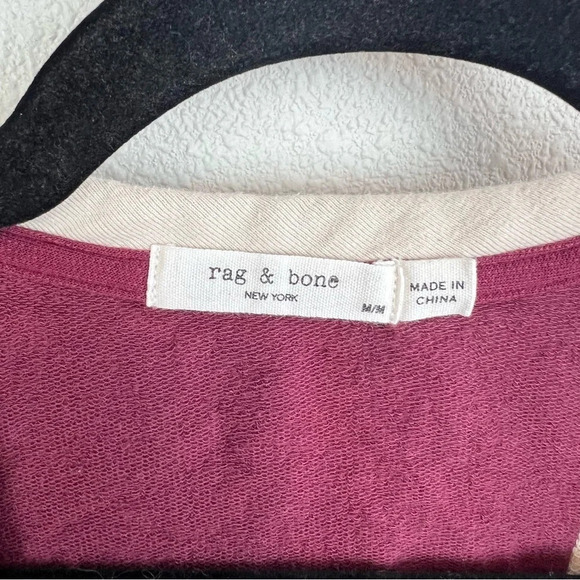 rag & bone
NEW YORK
M/M
MADE IN
CHINA